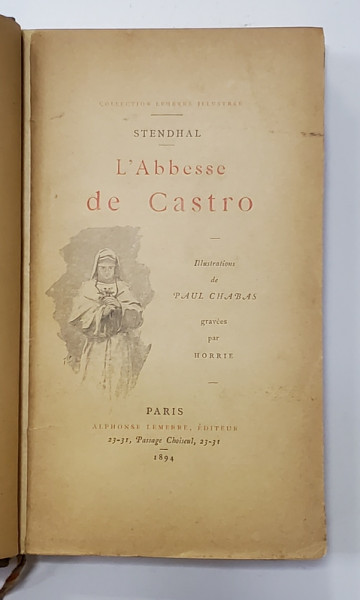 COLLECTION LEMERRE ILLUSTRÉE
STENDHAL
L'Abbesse
de Castro
Illustrations
de
PAUL CHABAS
gravées
par
HORRIE
PARIS
ALPHONSE LEMERRE, ÉDITEUR
23-31, Passage Choiseul, 23-31
1894